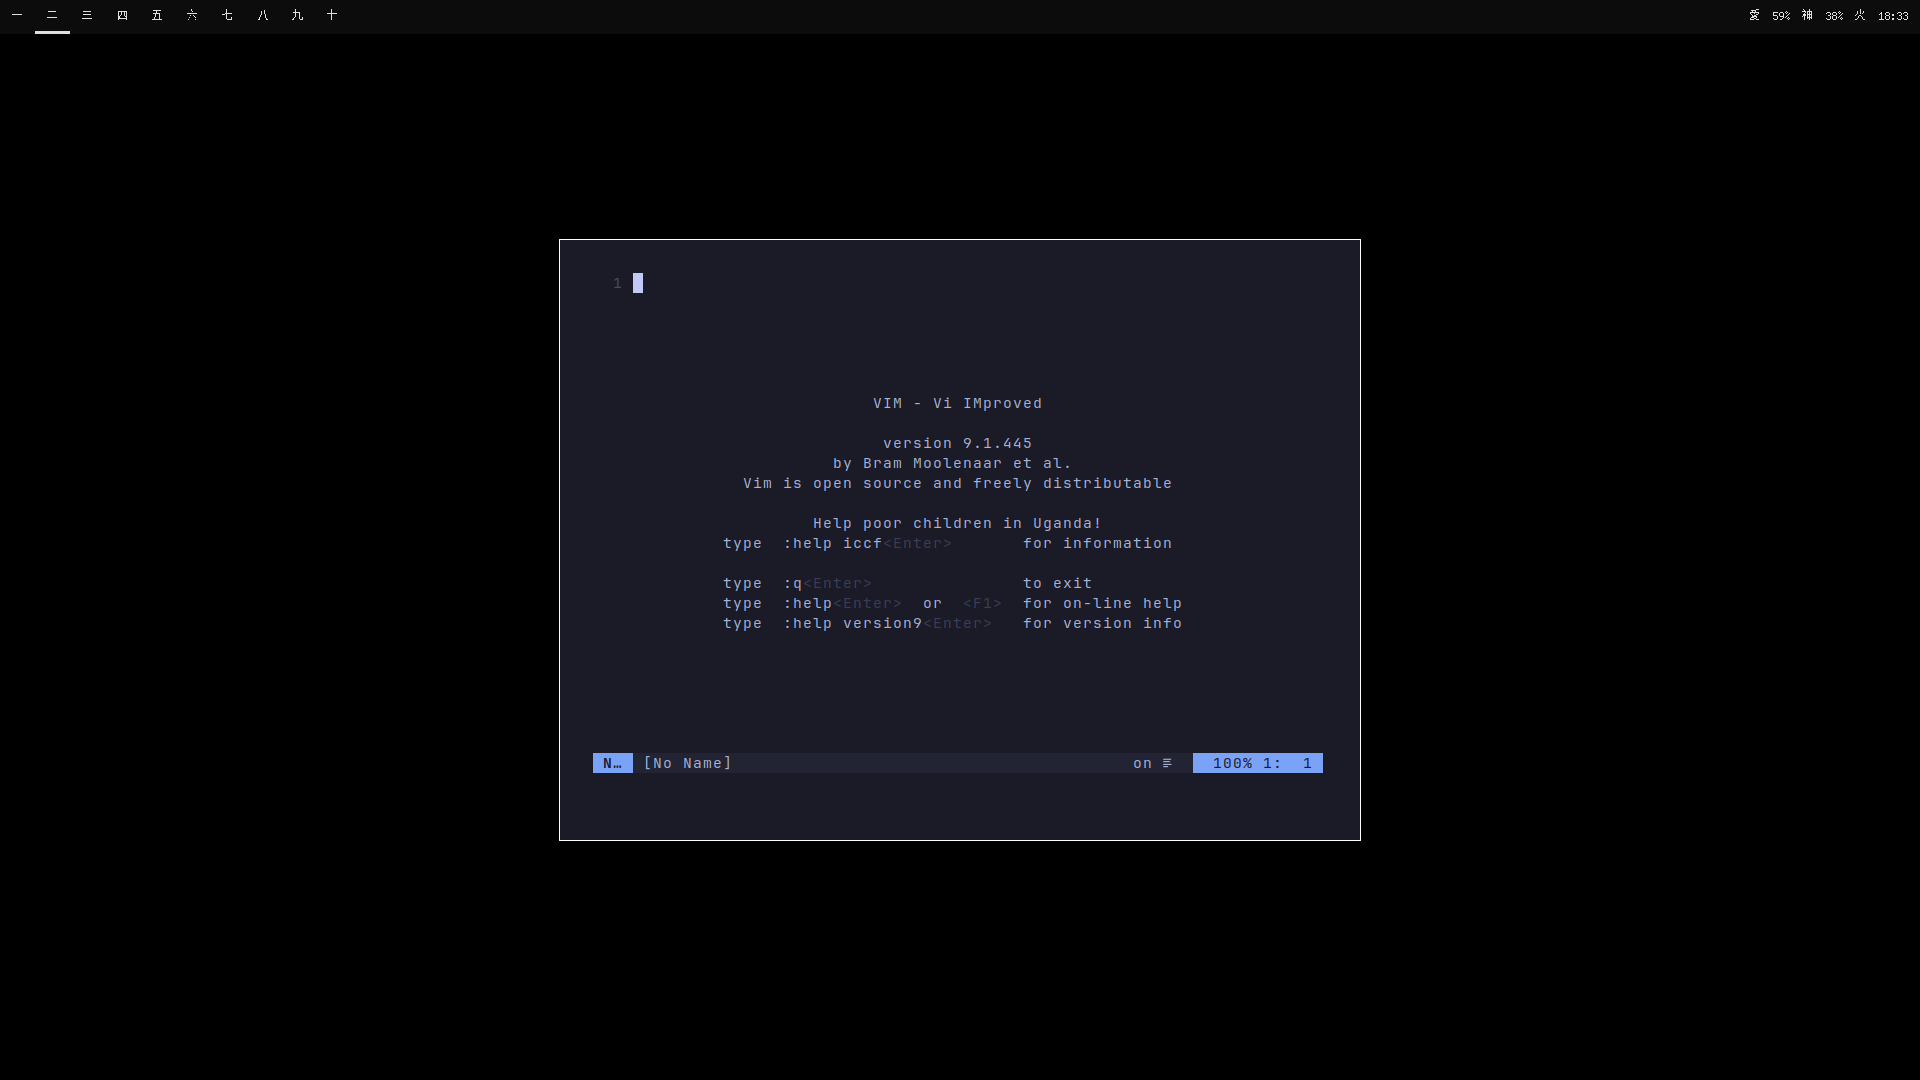 一 二 三 四 五 六 七 八 九 十
愛 59% 神 38% 火 18:33
1
VIM - Vi IMproved
version 9.1.445
by Bram Moolenaar et al.
Vim is open source and freely distributable
Help poor children in Uganda!
type :help iccf<Enter> for information
type :q<Enter> to exit
type :help<Enter> or <F1> for on-line help
type :help version9<Enter> for version info
N… [No Name] on 100% 1: 1